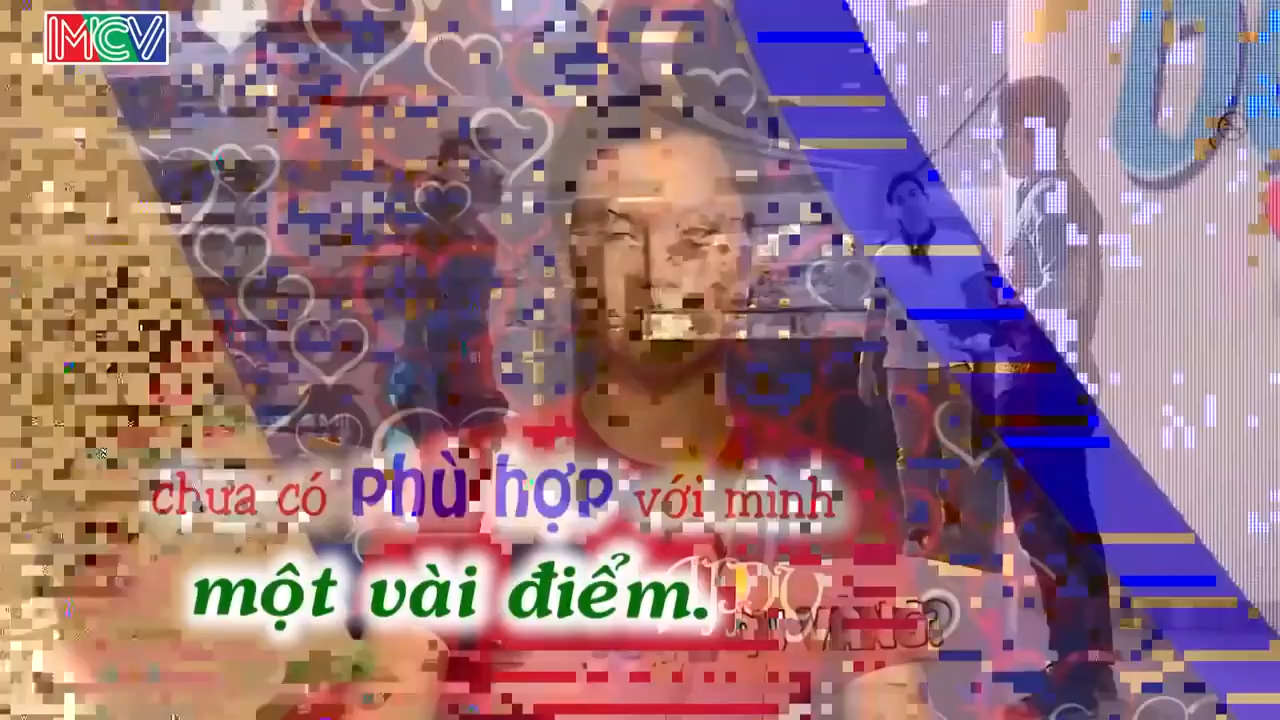 MCV
chưa có phù hợp với mình
một vài điểm.